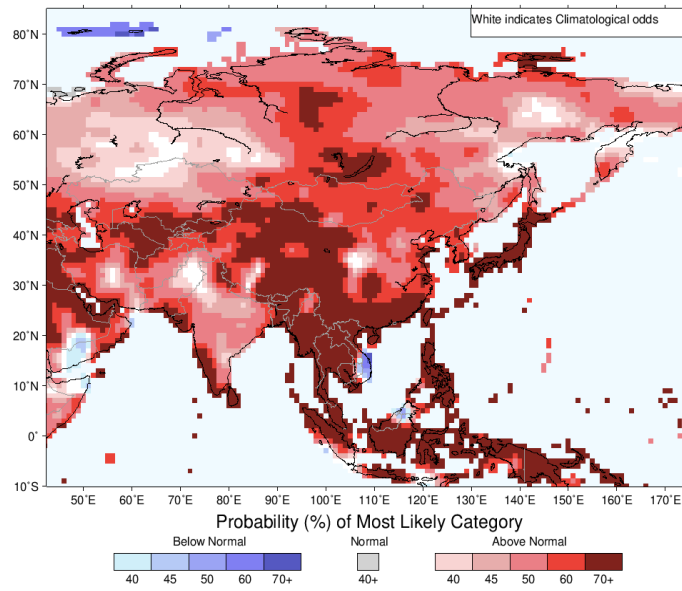 White indicates Climatological odds
80°N
70°N
60°N
50°N
40°N
30°N
20°N
10°N
0°
10°S
50°E 60°E 70°E 80°E 90°E 100°E 110°E 120°E 130°E 140°E 150°E 160°E 170°E
Probability (%) of Most Likely Category
Below Normal Normal Above Normal
40 45 50 60 70+ 40+ 40 45 50 60 70+